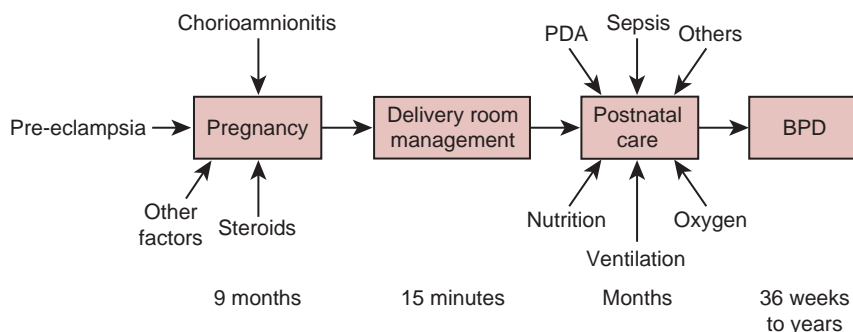 Chorioamnionitis
PDA
Sepsis
Others
Pre-eclampsia
Pregnancy
Delivery room
management
Postnatal
care
BPD
Other
factors
Steroids
Nutrition
Ventilation
Oxygen
9 months
15 minutes
Months
36 weeks
to years